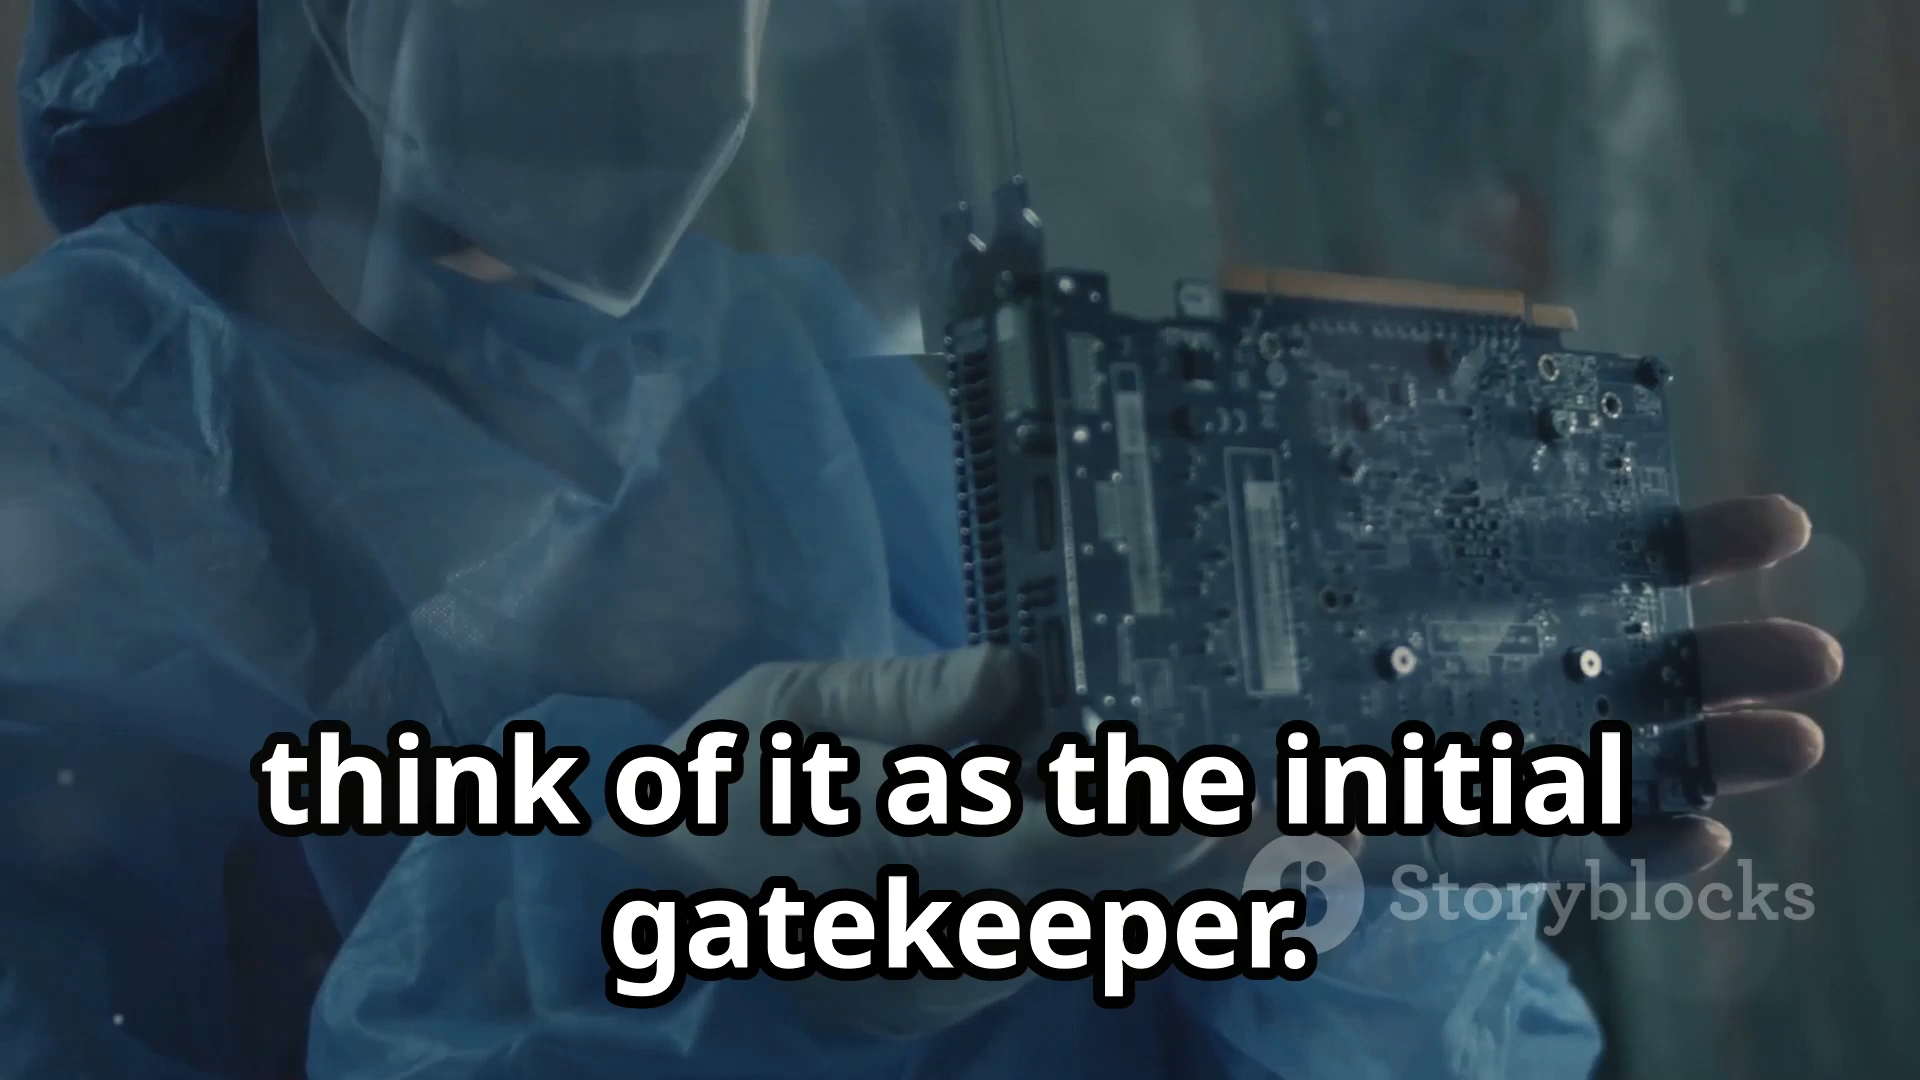 think of it as the initial
gatekeeper.
Storyblocks